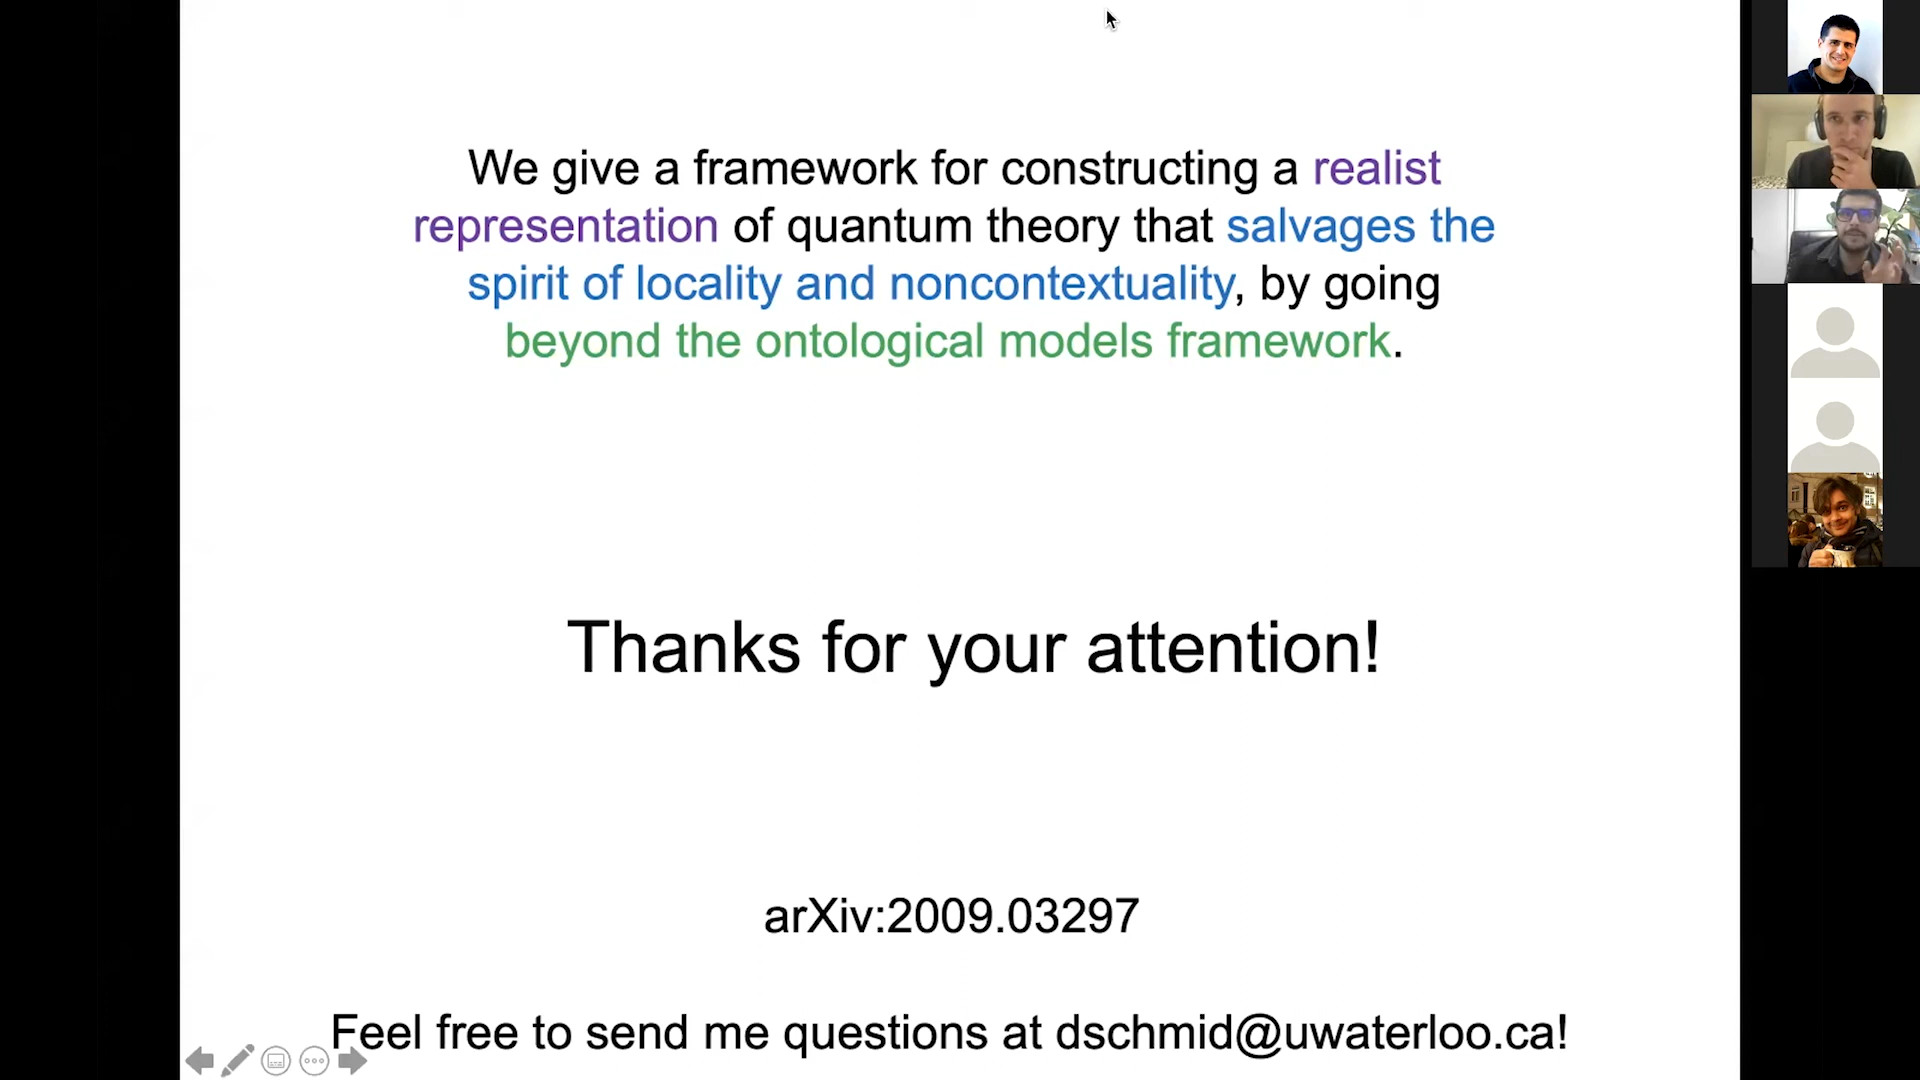 We give a framework for constructing a realist
representation of quantum theory that salvages the
spirit of locality and noncontextuality, by going
beyond the ontological models framework.
Thanks for your attention!
arXiv:2009.03297
Feel free to send me questions at dschmid@uwaterloo.ca!